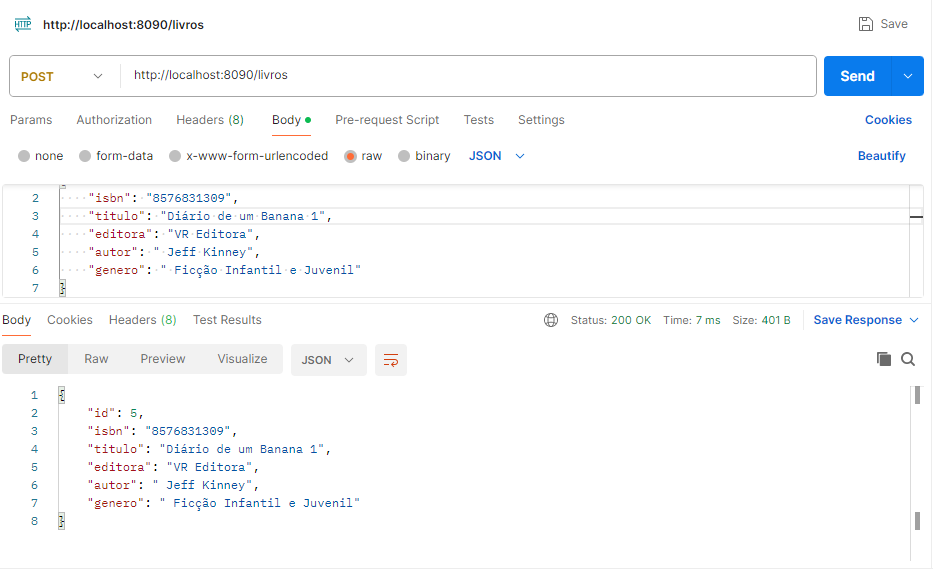 HTTP http://localhost:8090/livros Save
POST http://localhost:8090/livros Send
Params Authorization Headers (8) Body Pre-request Script Tests Settings Cookies
none form-data x-www-form-urlencoded raw binary JSON Beautify
2 "isbn": "8576831309",
3 "titulo": "Diário de um Banana 1",
4 "editora": "VR Editora",
5 "autor": " Jeff Kinney",
6 "genero": " Ficção Infantil e Juvenil"
7 }
Body Cookies Headers (8) Test Results Status: 200 OK Time: 7 ms Size: 401 B Save Response
Pretty Raw Preview Visualize JSON
1 {
2 "id": 5,
3 "isbn": "8576831309",
4 "titulo": "Diário de um Banana 1",
5 "editora": "VR Editora",
6 "autor": " Jeff Kinney",
7 "genero": " Ficção Infantil e Juvenil"
8 }